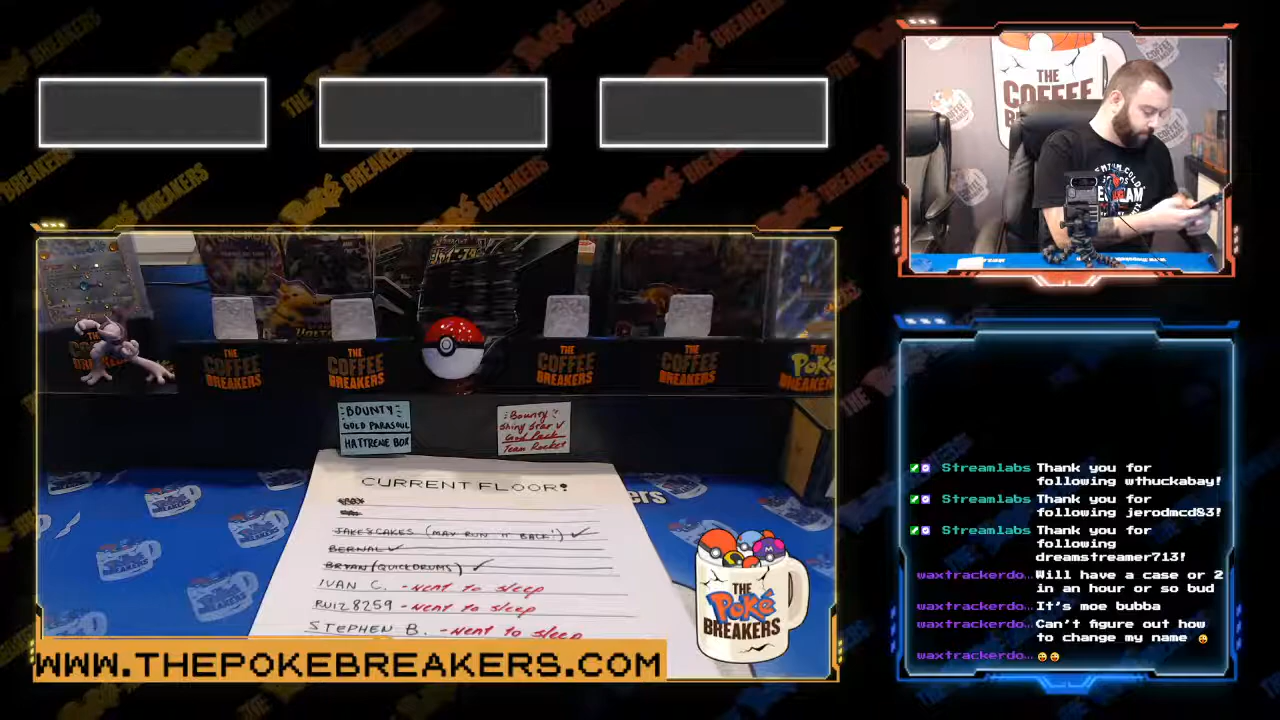 THE
COFFEE
THE
COFFEE
BREAKERS
THE
COFFEE
BREAKERS
THE
COFFEE
BREAKERS
THE
COFFEE
BREAKERS
THE
Poké
BREAKERS
BOUNTY
GOLD PARASOL
HATTRENE BOX
Bounty
Shiny Star V
God Pack
Team Rocket
CURRENT FLOOR:
JAKESCAKES (MAY RUN IT BACK!) ✓
BERNAL ✓
BRYAN (QUICKDRUMS) ✓
IVAN C. - Went to sleep
RUIZ8259 - Went to sleep
STEPHEN B. - Went to sleep
THE
Poké
BREAKERS
WWW.THEPOKEBREAKERS.COM
Streamlabs Thank you for
following wthuckabay!
Streamlabs Thank you for
following jerodmcd83!
Streamlabs Thank you for
following
dreamstreamer713!
waxtrackerdo... Will have a case or 2
in an hour or so bud
waxtrackerdo... It's moe bubba
waxtrackerdo... Can't figure out how
to change my name 😛
waxtrackerdo... 😛😛